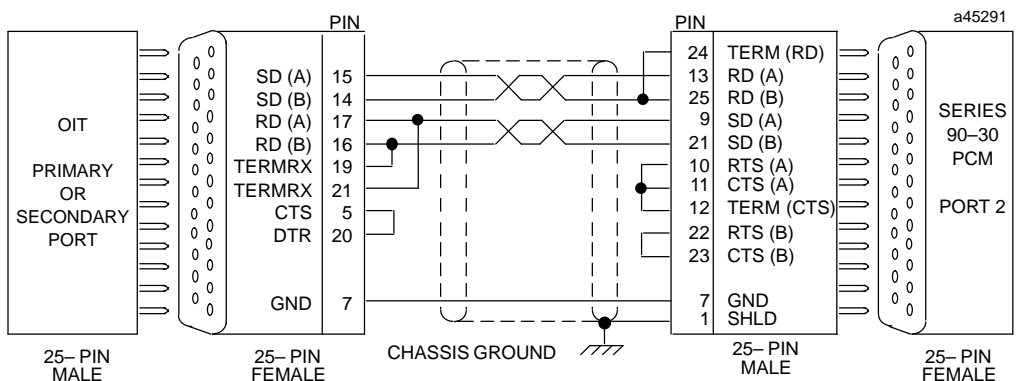 a45291
PIN
PIN
OIT
PRIMARY
OR
SECONDARY
PORT
SD (A) 15
SD (B) 14
RD (A) 17
RD (B) 16
TERMRX 19
TERMRX 21
CTS 5
DTR 20
GND 7
24 TERM (RD)
13 RD (A)
25 RD (B)
9 SD (A)
21 SD (B)
10 RTS (A)
11 CTS (A)
12 TERM (CTS)
22 RTS (B)
23 CTS (B)
7 GND
1 SHLD
SERIES
90–30
PCM
PORT 2
CHASSIS GROUND
25– PIN
MALE
25– PIN
FEMALE
25– PIN
MALE
25– PIN
FEMALE